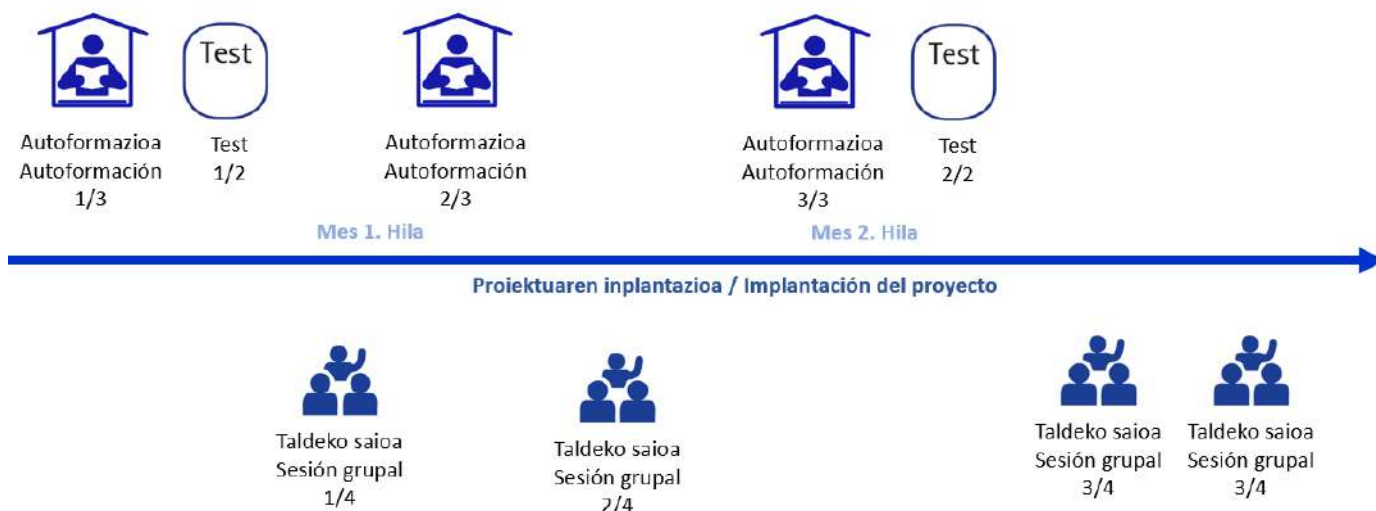 Test
Test
Autoformazioa
Autoformación
1/3
Test
1/2
Autoformazioa
Autoformación
2/3
Autoformazioa
Autoformación
3/3
Test
2/2
Mes 1. Hila
Mes 2. Hila
Proiektuaren inplantazioa / Implantación del proyecto
Taldeko saioa
Sesión grupal
1/4
Taldeko saioa
Sesión grupal
2/4
Taldeko saioa
Sesión grupal
3/4
Taldeko saioa
Sesión grupal
3/4